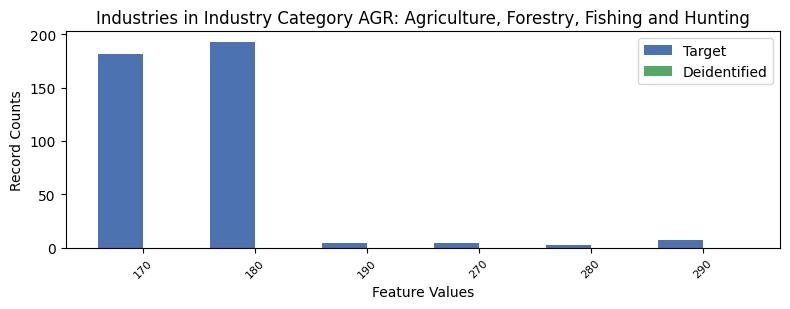 Industries in Industry Category AGR: Agriculture, Forestry, Fishing and Hunting
Target
Deidentified
200
150
100
50
0
Record Counts
170
180
190
270
280
290
Feature Values